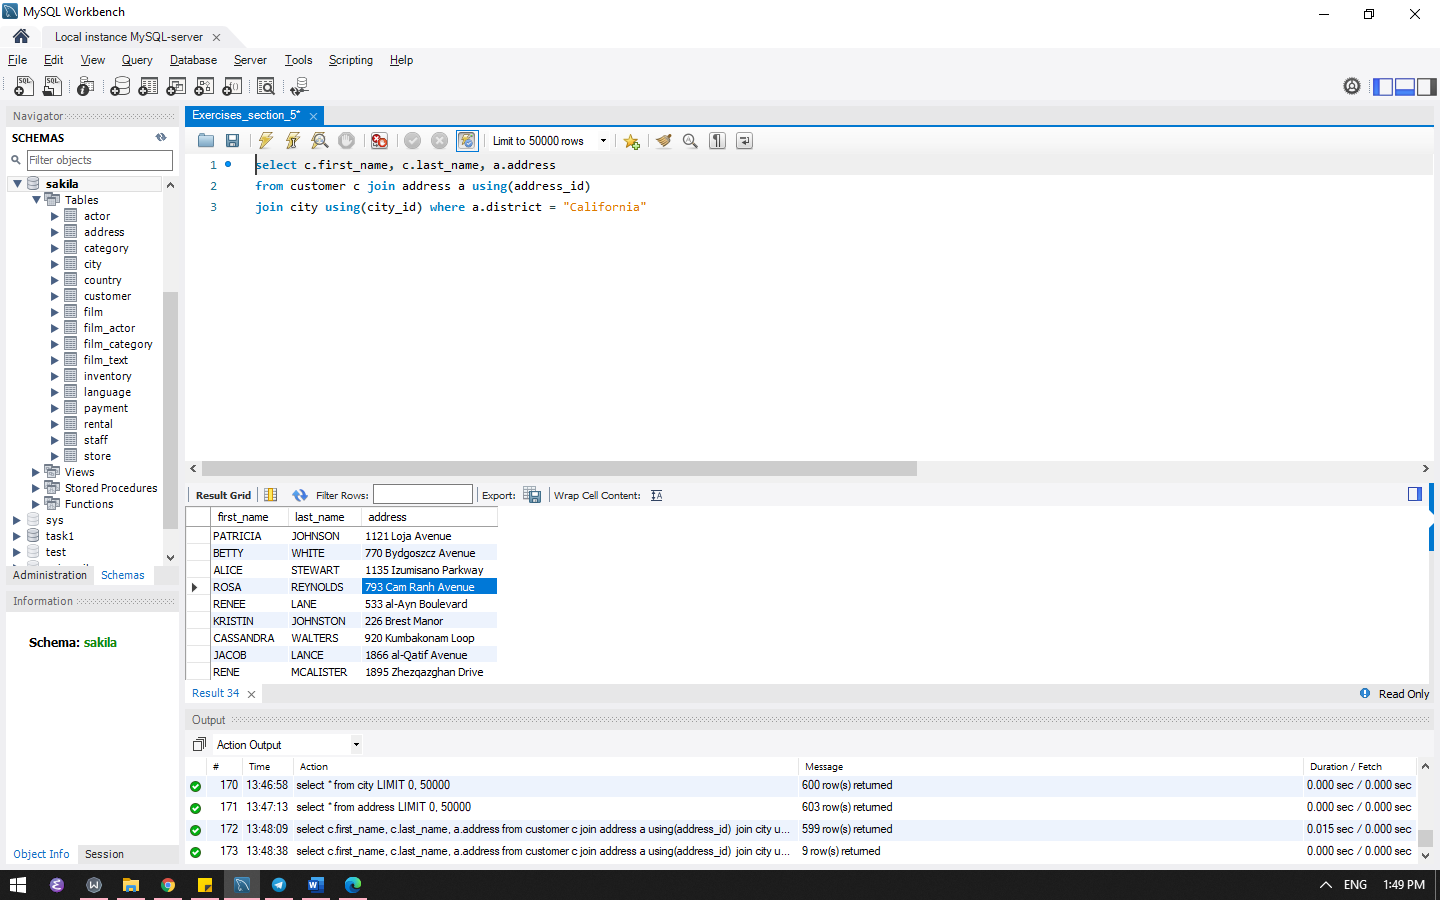 MySQL Workbench
Local instance MySQL-server
File Edit View Query Database Server Tools Scripting Help
Navigator
SCHEMAS
Filter objects
sakila
Tables
actor
address
category
city
country
customer
film
film_actor
film_category
film_text
inventory
language
payment
rental
staff
store
Views
Stored Procedures
Functions
sys
task1
test
Administration Schemas
Information
Schema: sakila
Object Info Session
Exercises_section_5*
Limit to 50000 rows
1 select c.first_name, c.last_name, a.address
2 from customer c join address a using(address_id)
3 join city using(city_id) where a.district = "California"
Result Grid Filter Rows: Export: Wrap Cell Content:
first_name last_name address
PATRICIA JOHNSON 1121 Loja Avenue
BETTY WHITE 770 Bydgoszcz Avenue
ALICE STEWART 1135 Izumisano Parkway
ROSA REYNOLDS 793 Cam Ranh Avenue
RENEE LANE 533 al-Ayn Boulevard
KRISTIN JOHNSTON 226 Brest Manor
CASSANDRA WALTERS 920 Kumbakonam Loop
JACOB LANCE 1866 al-Qatif Avenue
RENE MCALISTER 1895 Zhezqazghan Drive
Result 34 Read Only
Output
Action Output
# Time Action Message Duration / Fetch
170 13:46:58 select * from city LIMIT 0, 50000 600 row(s) returned 0.000 sec / 0.000 sec
171 13:47:13 select * from address LIMIT 0, 50000 603 row(s) returned 0.000 sec / 0.000 sec
172 13:48:09 select c.first_name, c.last_name, a.address from customer c join address a using(address_id) join city u... 599 row(s) returned 0.015 sec / 0.000 sec
173 13:48:38 select c.first_name, c.last_name, a.address from customer c join address a using(address_id) join city u... 9 row(s) returned 0.000 sec / 0.000 sec
ENG 1:49 PM